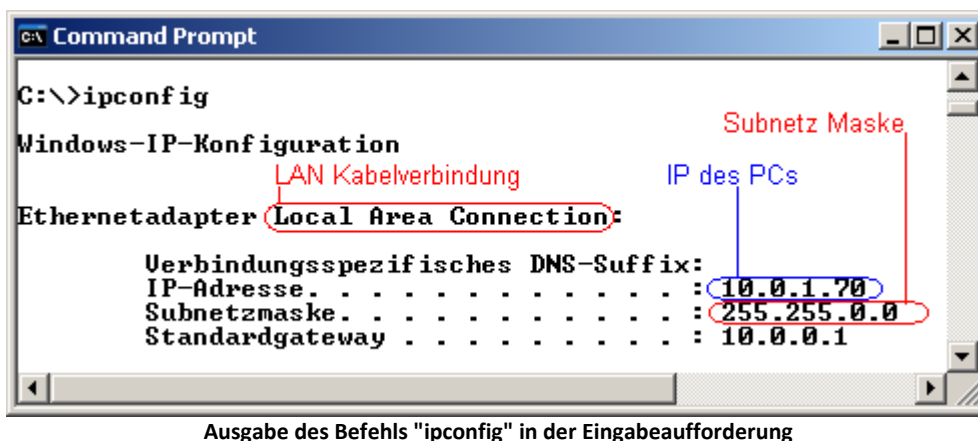 Command Prompt
C:\>ipconfig
Subnetz Maske
Windows-IP-Konfiguration
LAN Kabelverbindung
IP des PCs
Ethernetadapter Local Area Connection:
Verbindungsspezifisches DNS-Suffix:
IP-Adresse. . . . . . . . . . . . : 10.0.1.70
Subnetzmaske. . . . . . . . . . . : 255.255.0.0
Standardgateway . . . . . . . . . : 10.0.0.1
Ausgabe des Befehls "ipconfig" in der Eingabeaufforderung